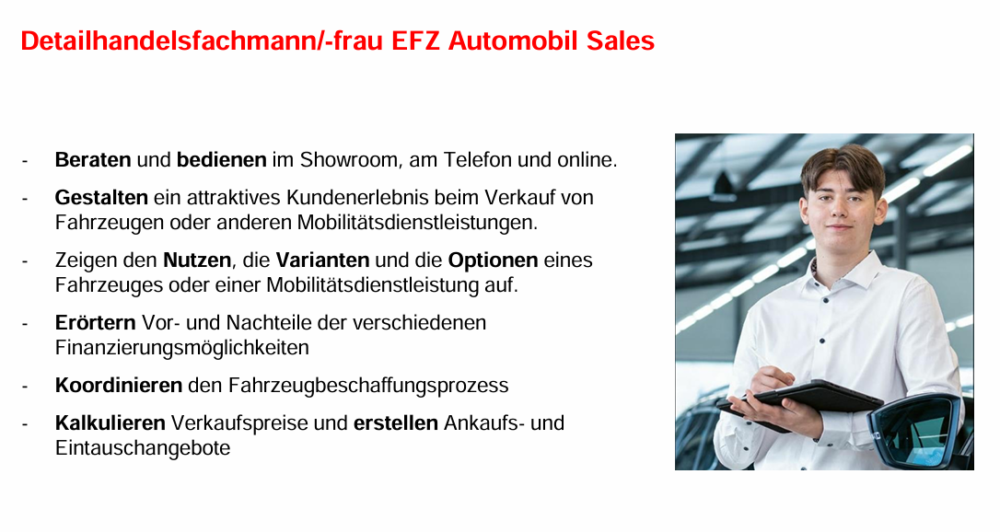 Detailhandelsfachmann/-frau EFZ Automobil Sales
- Beraten und bedienen im Showroom, am Telefon und online.
- Gestalten ein attraktives Kundenerlebnis beim Verkauf von
Fahrzeugen oder anderen Mobilitätsdienstleistungen.
- Zeigen den Nutzen, die Varianten und die Optionen eines
Fahrzeuges oder einer Mobilitätsdienstleistung auf.
- Erörtern Vor- und Nachteile der verschiedenen
Finanzierungsmöglichkeiten
- Koordinieren den Fahrzeugbeschaffungsprozess
- Kalkulieren Verkaufspreise und erstellen Ankaufs- und
Eintauschangebote